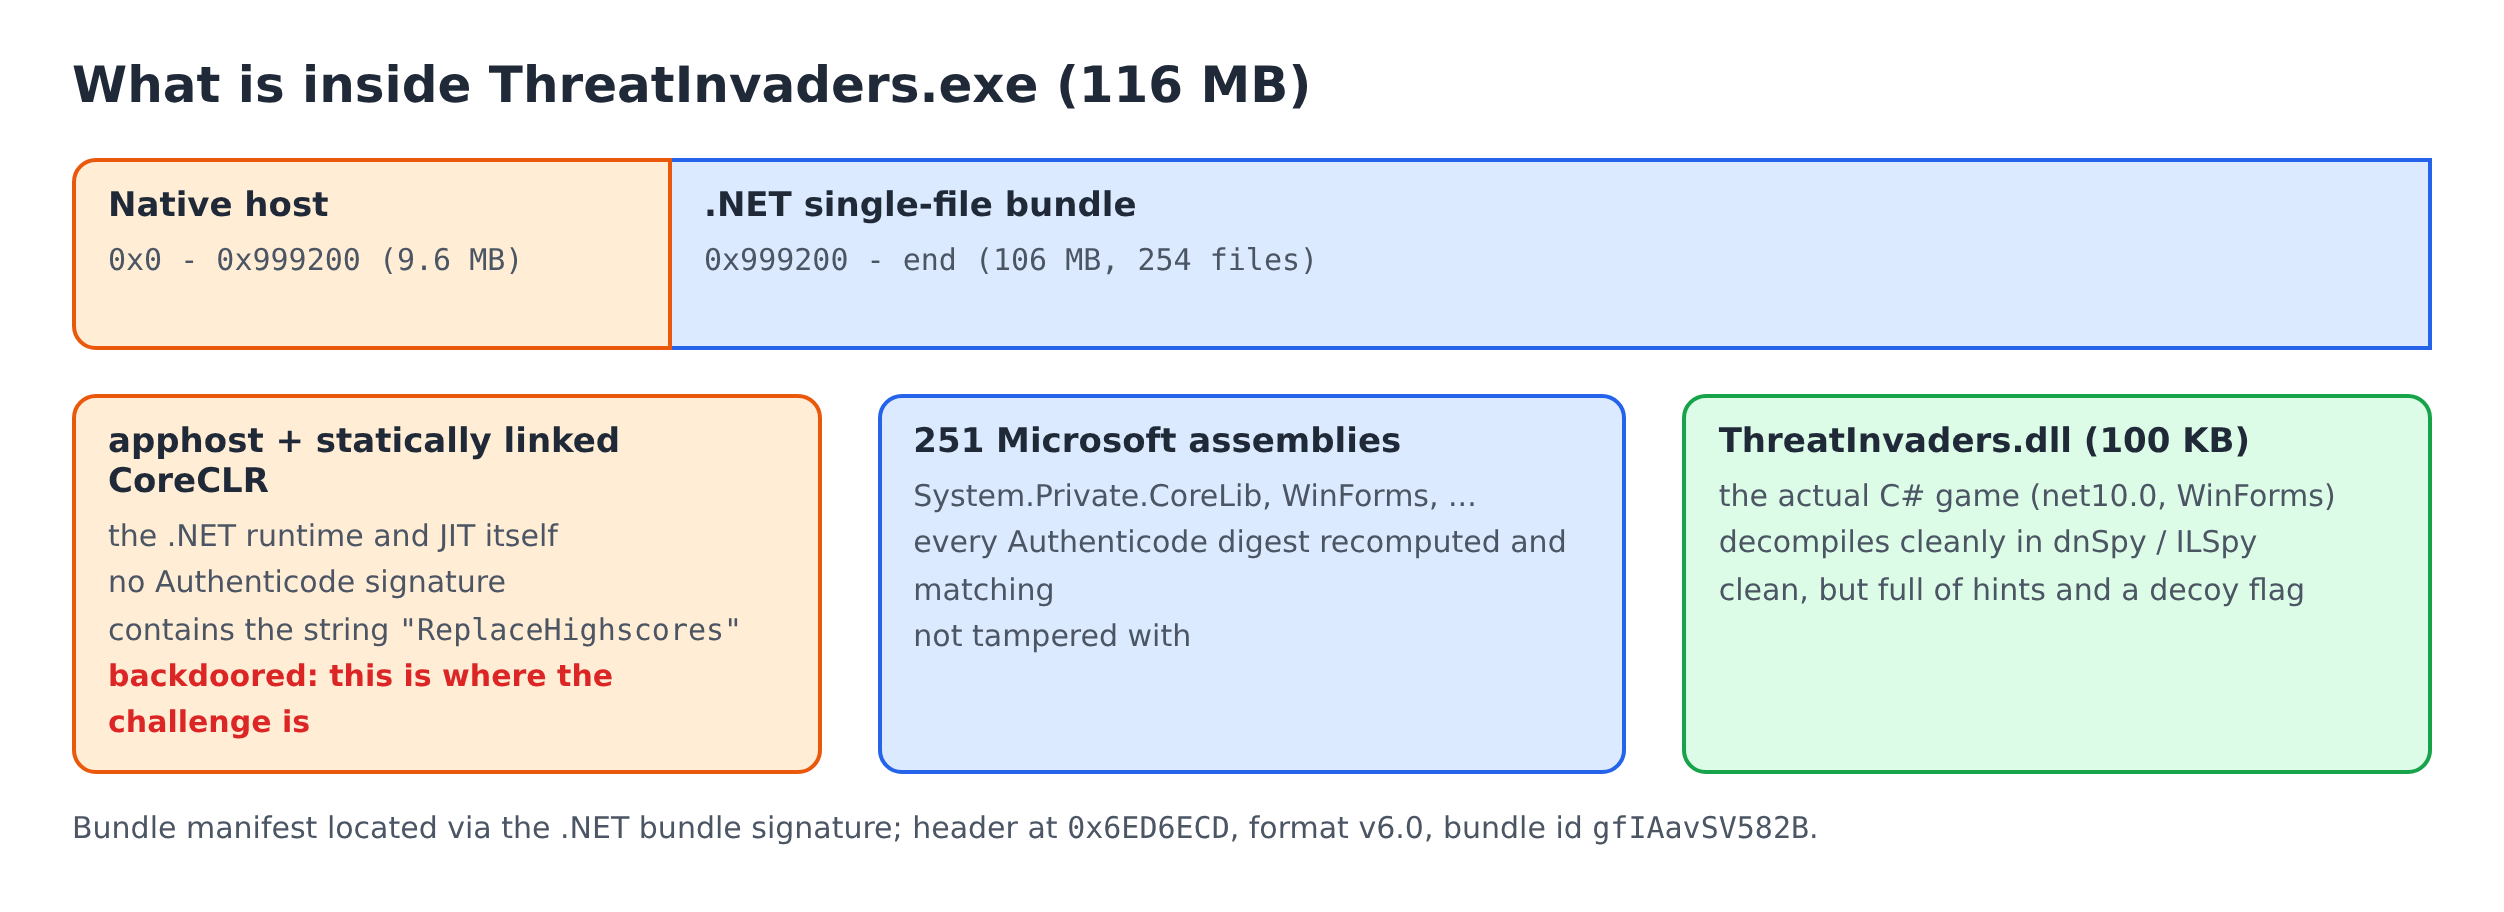 What is inside ThreatInvaders.exe (116 MB)
Native host
0x0 - 0x999200 (9.6 MB)
.NET single-file bundle
0x999200 - end (106 MB, 254 files)
apphost + statically linked
CoreCLR
the .NET runtime and JIT itself
no Authenticode signature
contains the string "ReplaceHighscores"
backdoored: this is where the
challenge is
251 Microsoft assemblies
System.Private.CoreLib, WinForms, ...
every Authenticode digest recomputed and
matching
not tampered with
ThreatInvaders.dll (100 KB)
the actual C# game (net10.0, WinForms)
decompiles cleanly in dnSpy / ILSpy
clean, but full of hints and a decoy flag
Bundle manifest located via the .NET bundle signature; header at 0x6ED6ECD, format v6.0, bundle id gfIAavSV582B.